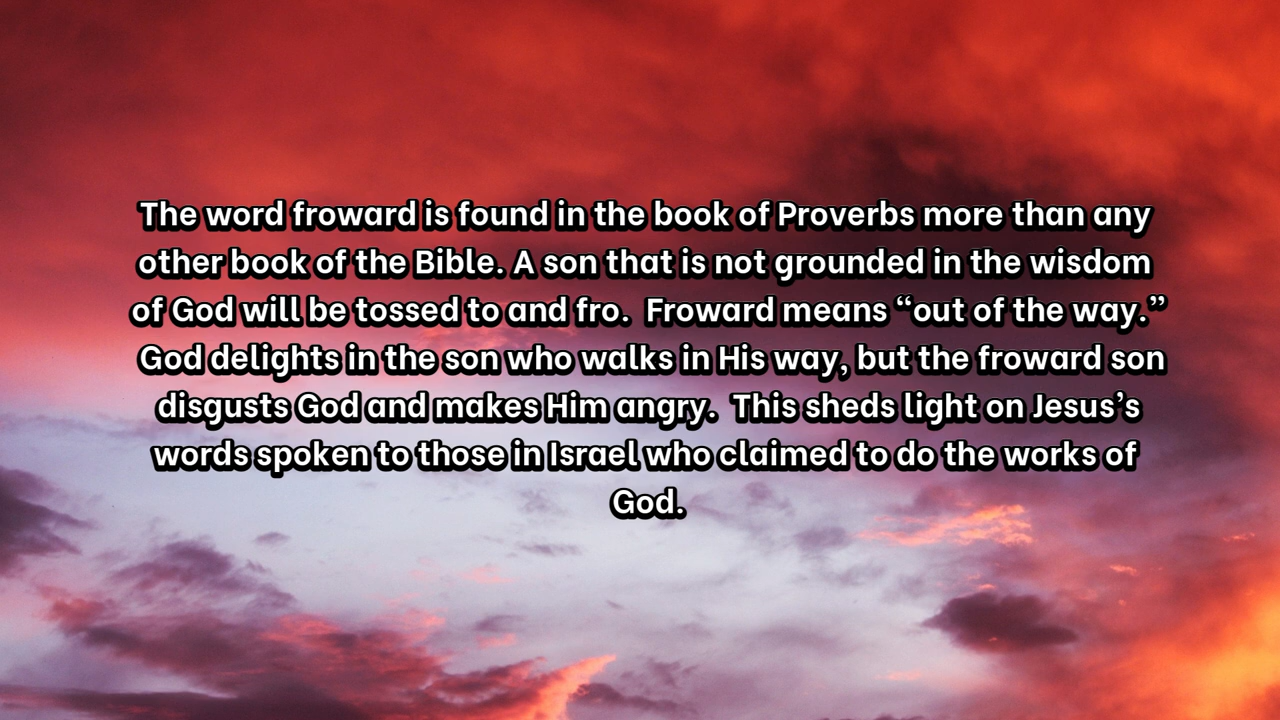 The word froward is found in the book of Proverbs more than any
other book of the Bible. A son that is not grounded in the wisdom
of God will be tossed to and fro.  Froward means “out of the way.”
God delights in the son who walks in His way, but the froward son
disgusts God and makes Him angry.  This sheds light on Jesus’s
words spoken to those in Israel who claimed to do the works of
God.